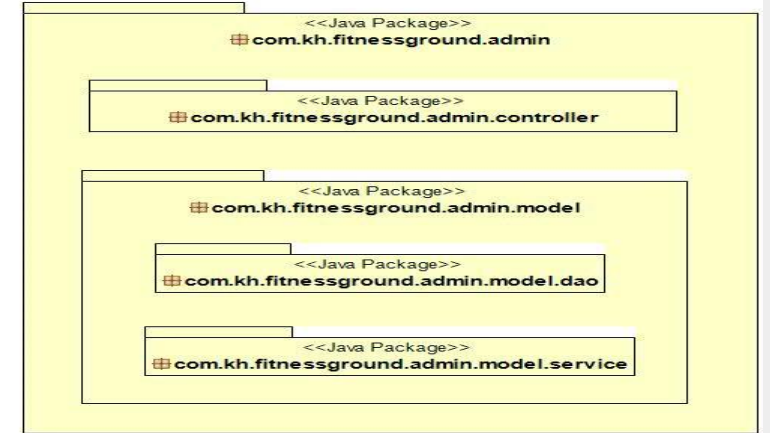 <<Java Package>>
com.kh.fitnessground.admin
<<Java Package>>
com.kh.fitnessground.admin.controller
<<Java Package>>
com.kh.fitnessground.admin.model
<<Java Package>>
com.kh.fitnessground.admin.model.dao
<<Java Package>>
com.kh.fitnessground.admin.model.service